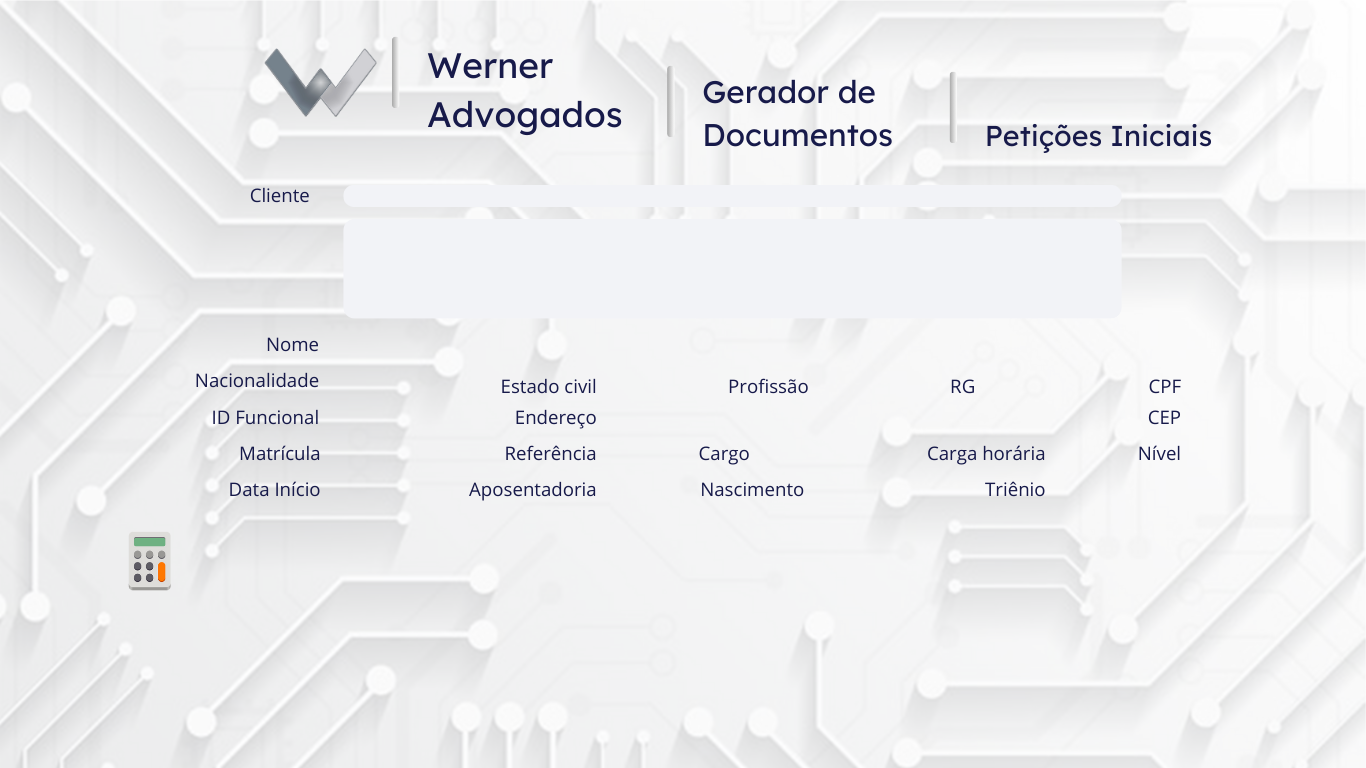 Werner
Advogados
Gerador de
Documentos
Petições Iniciais
Cliente
Nome
Nacionalidade
Estado civil
Profissão
RG
CPF
ID Funcional
Endereço
CEP
Matrícula
Referência
Cargo
Carga horária
Nível
Data Início
Aposentadoria
Nascimento
Triênio